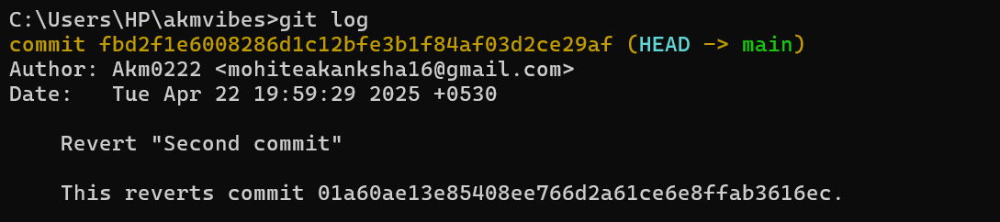 C:\Users\HP\akmvibes>git log
commit fbd2f1e6008286d1c12bfe3b1f84af03d2ce29af (HEAD -> main)
Author: Akm0222 <mohiteakanksha16@gmail.com>
Date:   Tue Apr 22 19:59:29 2025 +0530
    Revert "Second commit"
    This reverts commit 01a60ae13e85408ee766d2a61ce6e8ffab3616ec.